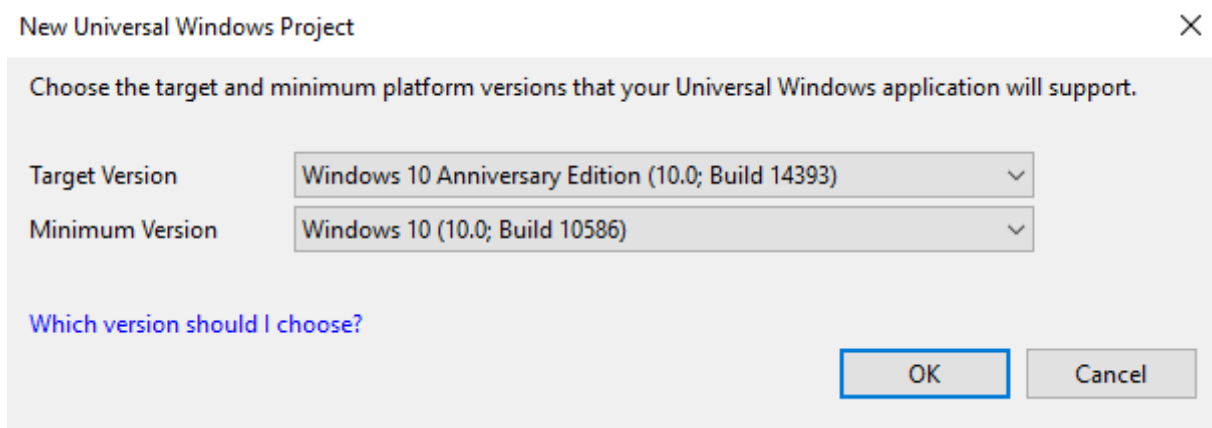 New Universal Windows Project
Choose the target and minimum platform versions that your Universal Windows application will support.
Target Version Windows 10 Anniversary Edition (10.0; Build 14393)
Minimum Version Windows 10 (10.0; Build 10586)
Which version should I choose?
OK Cancel